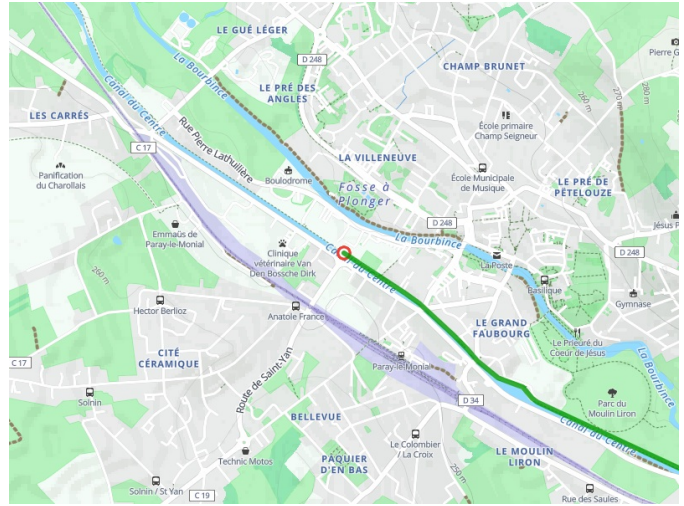 LE GUÉ LÉGER
La Bourbince
D 248
Pierre G
CHAMP BRUNET
Canal du Centre
LE PRÉ DES
ANGLES
280 m
270 m
260 m
LES CARRÉS
Rue Pierre Lathuillière
École primaire
Champ Seigneur
C 17
LA VILLENEUVE
Panification
du Charollais
Boulodrome
Fosse à
Plonger
École Municipale
de Musique
LE PRÉ DE
PÉTELOUZE
D 248
Jésus P
Emmaüs de
Paray-le-Monial
La Bourbince
D 248
Clinique
vétérinaire Van
Den Bossche Dirk
Canal du Centre
La Poste
260 m
Basilique
Gymnase
Hector Berlioz
Anatole France
LE GRAND
FAUBOURG
Le Prieuré du
Coeur de Jésus
La Bourbince
CITÉ
CÉRAMIQUE
C 17
Paray-le-Monial
Route de Saint-Yan
Solnin
D 34
Parc du
Moulin Liron
BELLEVUE
Canal du Centre
Le Colombier
/ La Croix
LE MOULIN
LIRON
Technic Motos
PÂQUIER
D'EN BAS
250 m
Solnin / St Yan
C 19
Rue des Saules